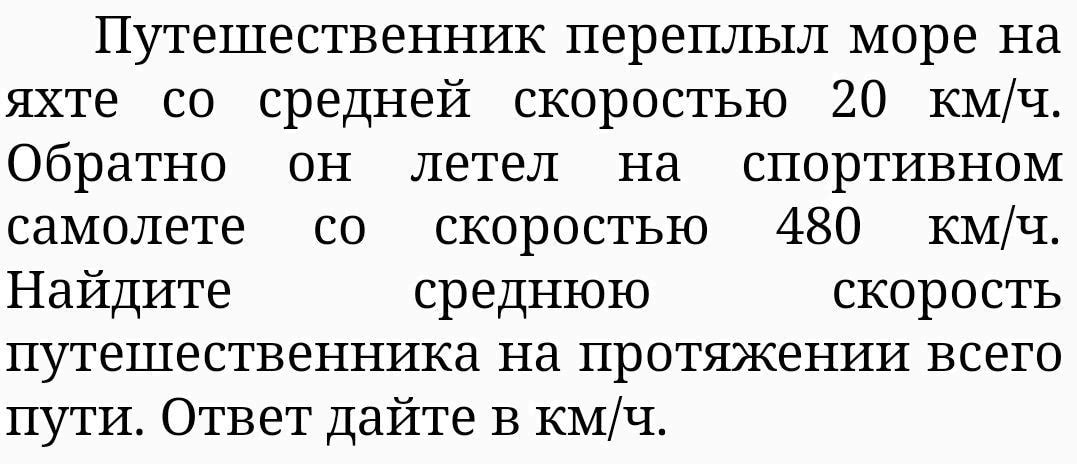 Путешественник переплыл море на
яхте со средней скоростью 20 км/ч.
Обратно он летел на спортивном
самолете со скоростью 480 км/ч.
Найдите среднюю скорость
путешественника на протяжении всего
пути. Ответ дайте в км/ч.